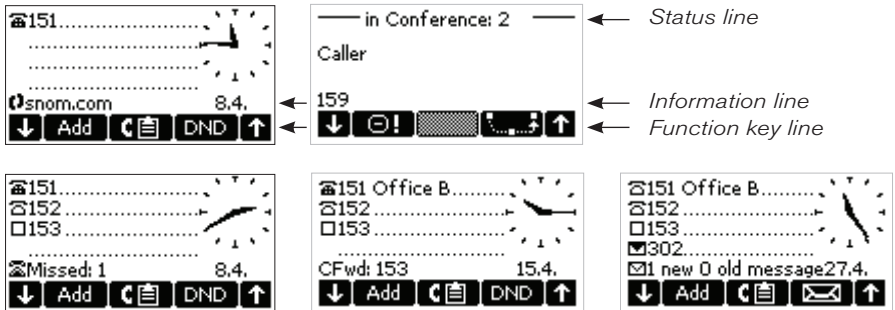 151
snom.com 8.4.
Add DND
in Conference: 2
Caller
159
Status line
Information line
Function key line
151
152
153
Missed: 1 8.4.
Add DND
151 Office B
152
153
CFwd: 153 15.4.
Add DND
151 Office B
152
153
302
1 new 0 old message27.4.
Add